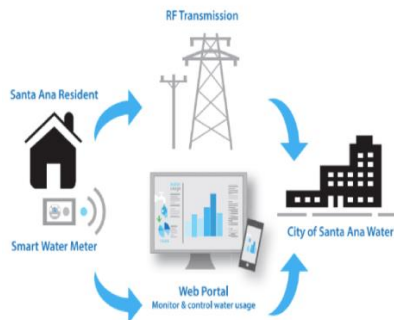 RF Transmission
Santa Ana Resident
Smart Water Meter
City of Santa Ana Water
Web Portal
Monitor & control water usage